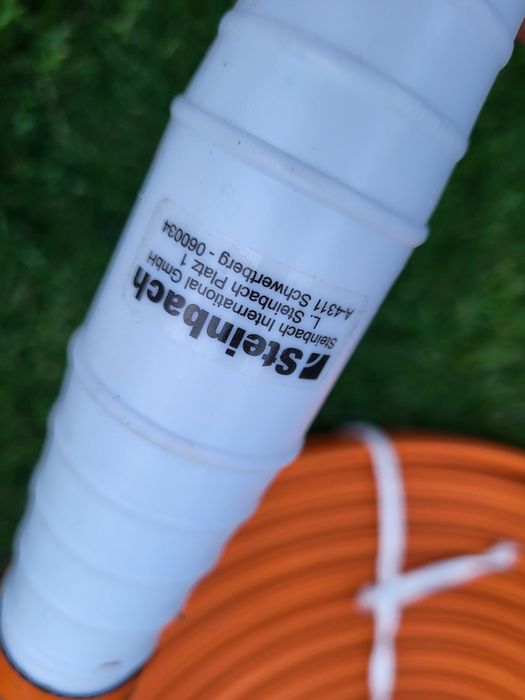 Steinbach
Steinbach International GmbH
L. Steinbach Platz 1
A-4311 Schwertberg - 060034